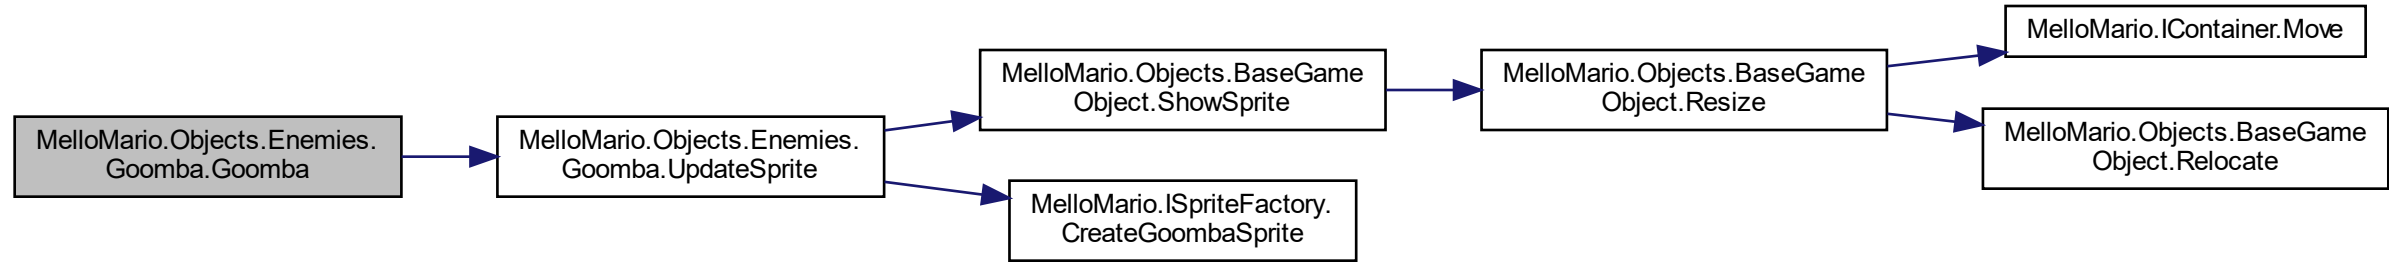 MelloMario.Objects.Enemies.
Goomba.Goomba
MelloMario.Objects.Enemies.
Goomba.UpdateSprite
MelloMario.Objects.BaseGame
Object.ShowSprite
MelloMario.ISpriteFactory.
CreateGoombaSprite
MelloMario.Objects.BaseGame
Object.Resize
MelloMario.IContainer.Move
MelloMario.Objects.BaseGame
Object.Relocate